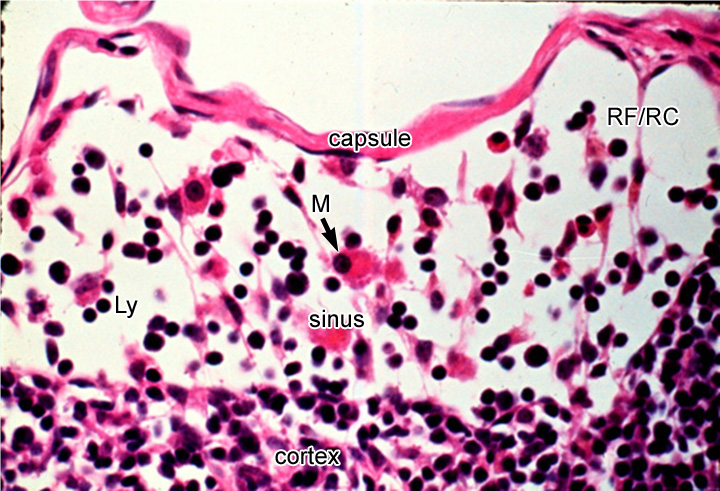 capsule
RF/RC
M
Ly
sinus
cortex